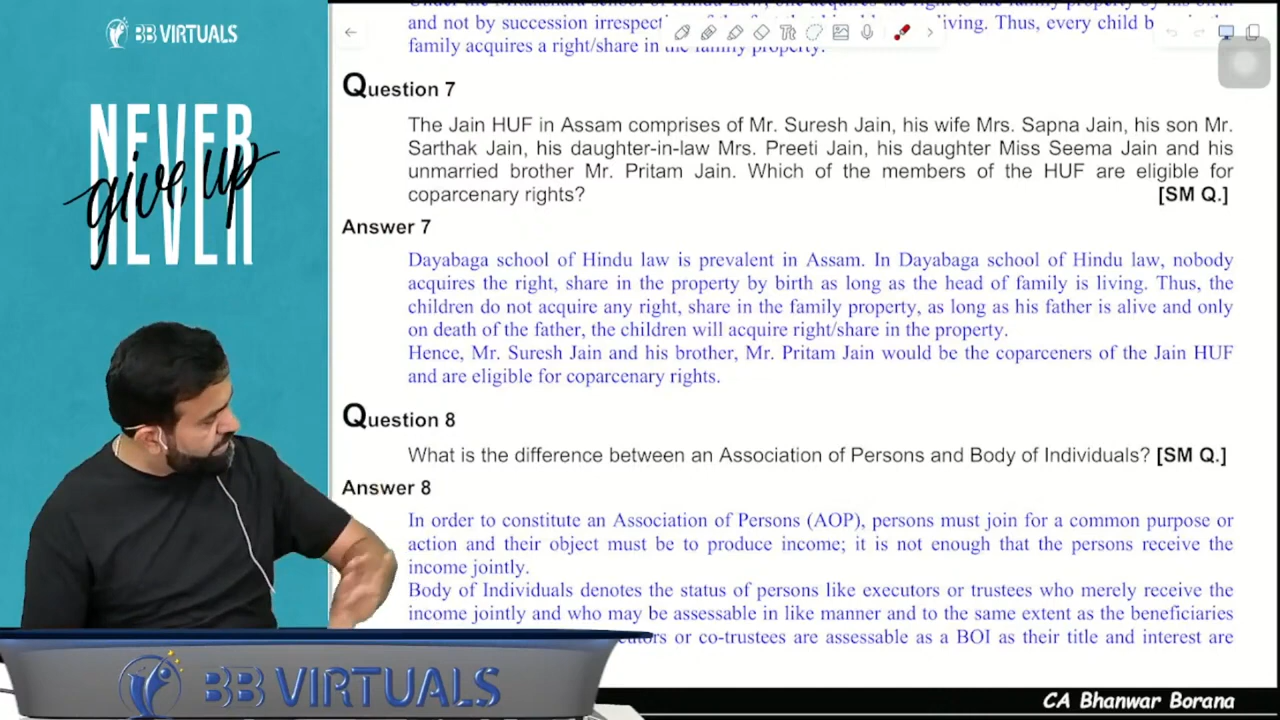 BB VIRTUALS
NEVER
give up
NEVER
and not by succession
living. Thus, every child
family acquires a right/share in the family property.
Question 7
The Jain HUF in Assam comprises of Mr. Suresh Jain, his wife Mrs. Sapna Jain, his son Mr.
Sarthak Jain, his daughter-in-law Mrs. Preeti Jain, his daughter Miss Seema Jain and his
unmarried brother Mr. Pritam Jain. Which of the members of the HUF are eligible for
coparcenary rights? [SM Q.]
Answer 7
Dayabaga school of Hindu law is prevalent in Assam. In Dayabaga school of Hindu law, nobody
acquires the right, share in the property by birth as long as the head of family is living. Thus, the
children do not acquire any right, share in the family property, as long as his father is alive and only
on death of the father, the children will acquire right/share in the property.
Hence, Mr. Suresh Jain and his brother, Mr. Pritam Jain would be the coparceners of the Jain HUF
and are eligible for coparcenary rights.
Question 8
What is the difference between an Association of Persons and Body of Individuals? [SM Q.]
Answer 8
In order to constitute an Association of Persons (AOP), persons must join for a common purpose or
action and their object must be to produce income; it is not enough that the persons receive the
income jointly.
Body of Individuals denotes the status of persons like executors or trustees who merely receive the
income jointly and who may be assessable in like manner and to the same extent as the beneficiaries
or co-trustees are assessable as a BOI as their title and interest are
BB VIRTUALS
CA Bhanwar Borana